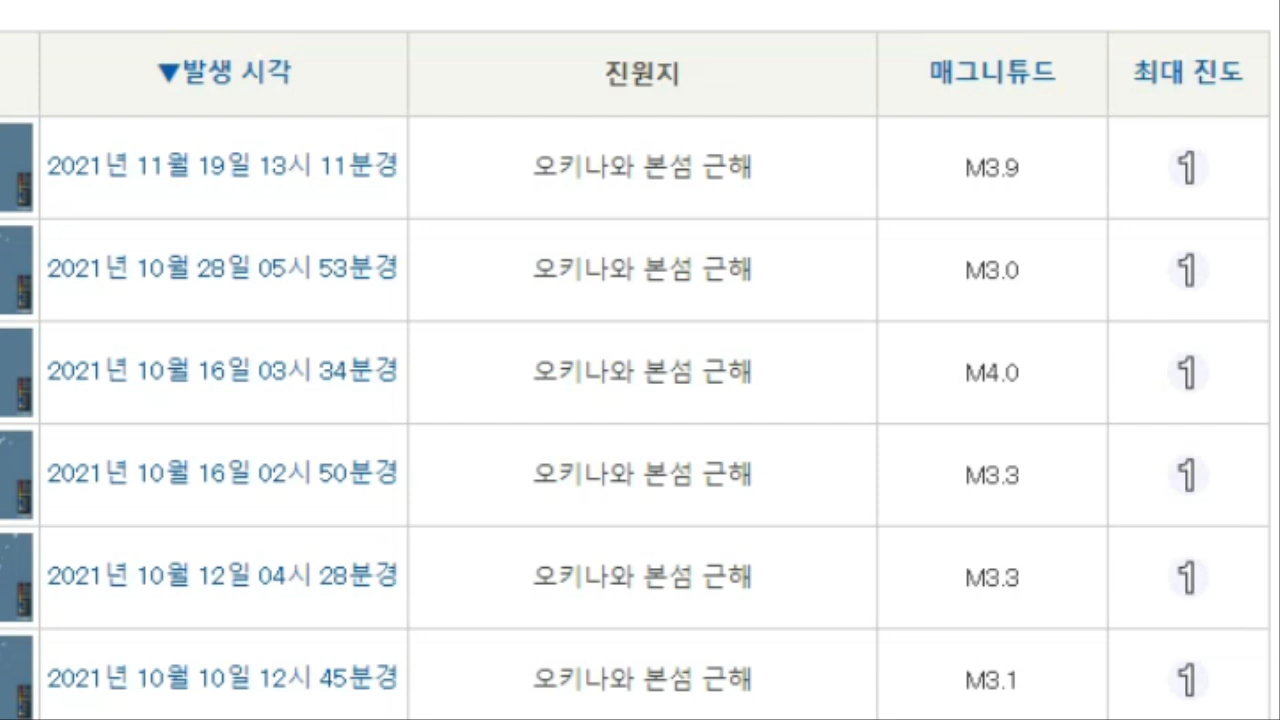 ▼발생 시각 진원지 매그니튜드 최대 진도
2021년 11월 19일 13시 11분경 오키나와 본섬 근해 M3.9 1
2021년 10월 28일 05시 53분경 오키나와 본섬 근해 M3.0 1
2021년 10월 16일 03시 34분경 오키나와 본섬 근해 M4.0 1
2021년 10월 16일 02시 50분경 오키나와 본섬 근해 M3.3 1
2021년 10월 12일 04시 28분경 오키나와 본섬 근해 M3.3 1
2021년 10월 10일 12시 45분경 오키나와 본섬 근해 M3.1 1